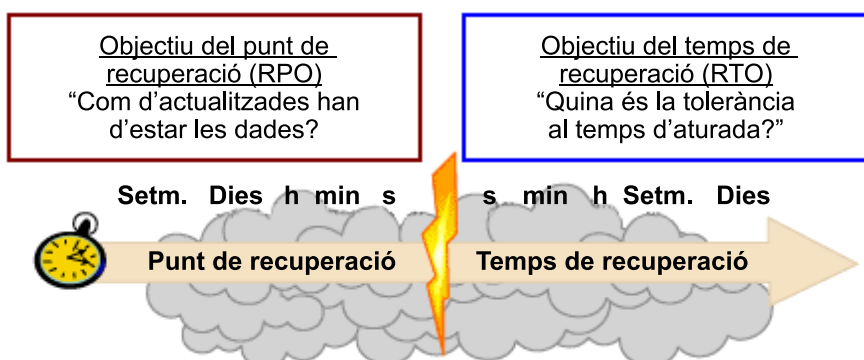 Objectiu del punt de
recuperació (RPO)
“Com d’actualitzades han
d’estar les dades?
Objectiu del temps de
recuperació (RTO)
“Quina és la tolerància
al temps d’aturada?”
Setm. Dies h min s
s min h Setm. Dies
Punt de recuperació
Temps de recuperació